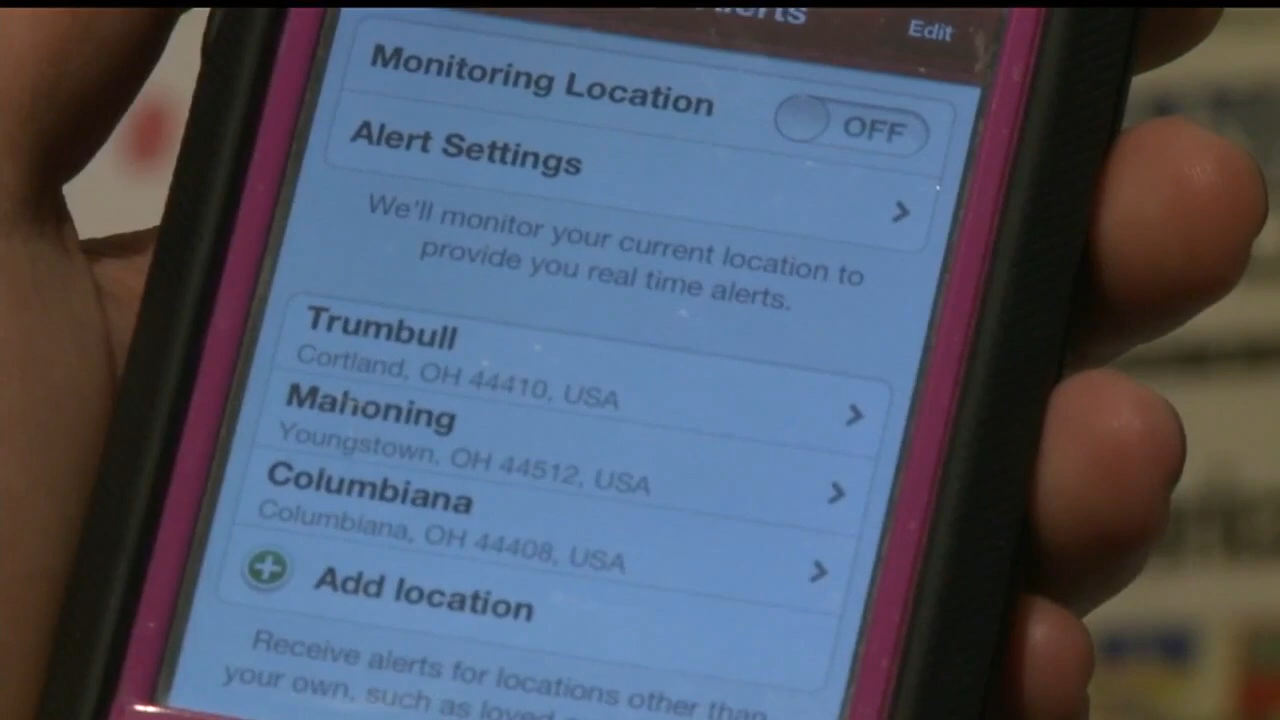 Edit
Monitoring Location
OFF
Alert Settings
We'll monitor your current location to
provide you real time alerts.
Trumbull
Cortland, OH 44410, USA
Mahoning
Youngstown, OH 44512, USA
Columbiana
Columbiana, OH 44408, USA
Add location
Receive alerts for locations other than
your own, such as loved